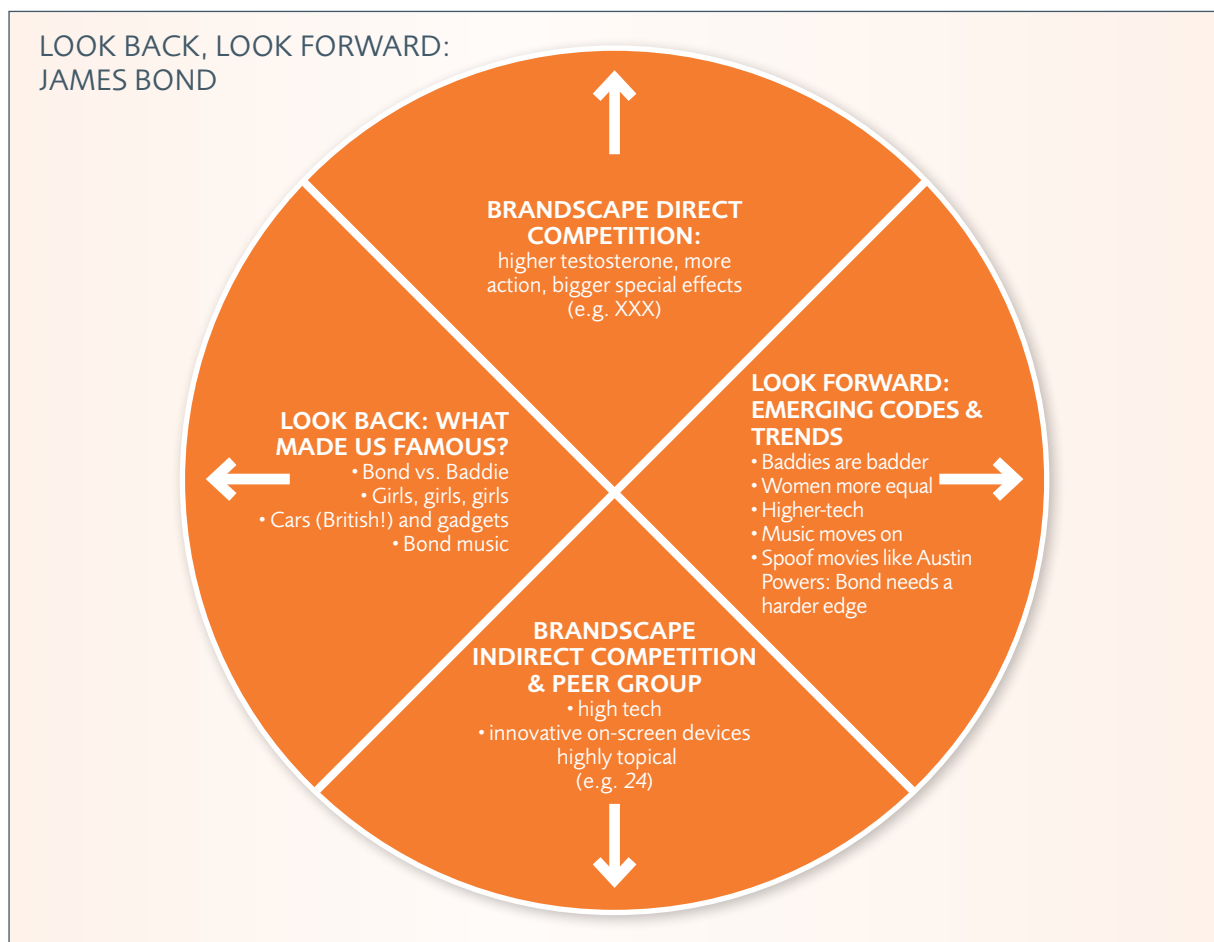 LOOK BACK, LOOK FORWARD:
JAMES BOND
BRANDSCAPE DIRECT
COMPETITION:
higher testosterone, more
action, bigger special effects
(e.g. XXX)
LOOK BACK: WHAT
MADE US FAMOUS?
• Bond vs. Baddie
• Girls, girls, girls
• Cars (British!) and gadgets
• Bond music
LOOK FORWARD:
EMERGING CODES &
TRENDS
• Baddies are badder
• Women more equal
• Higher-tech
• Music moves on
• Spoof movies like Austin
Powers: Bond needs a
harder edge
BRANDSCAPE
INDIRECT COMPETITION
& PEER GROUP
• high tech
• innovative on-screen devices
highly topical
(e.g. 24)